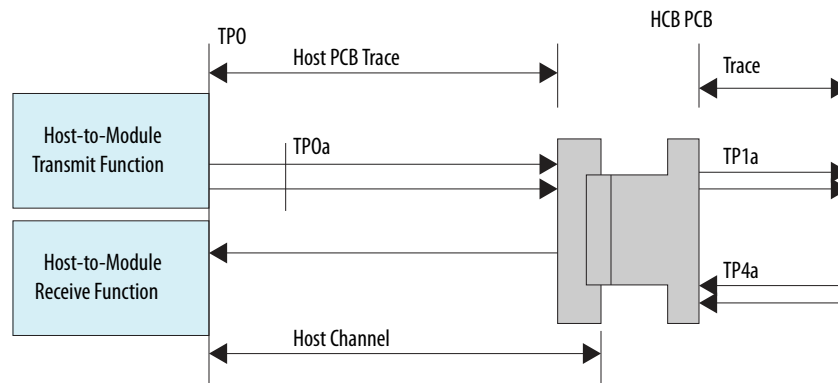 TP0
HCB PCB
Host PCB Trace
Trace
Host-to-Module
Transmit Function
TP0a
TP1a
Host-to-Module
Receive Function
TP4a
Host Channel